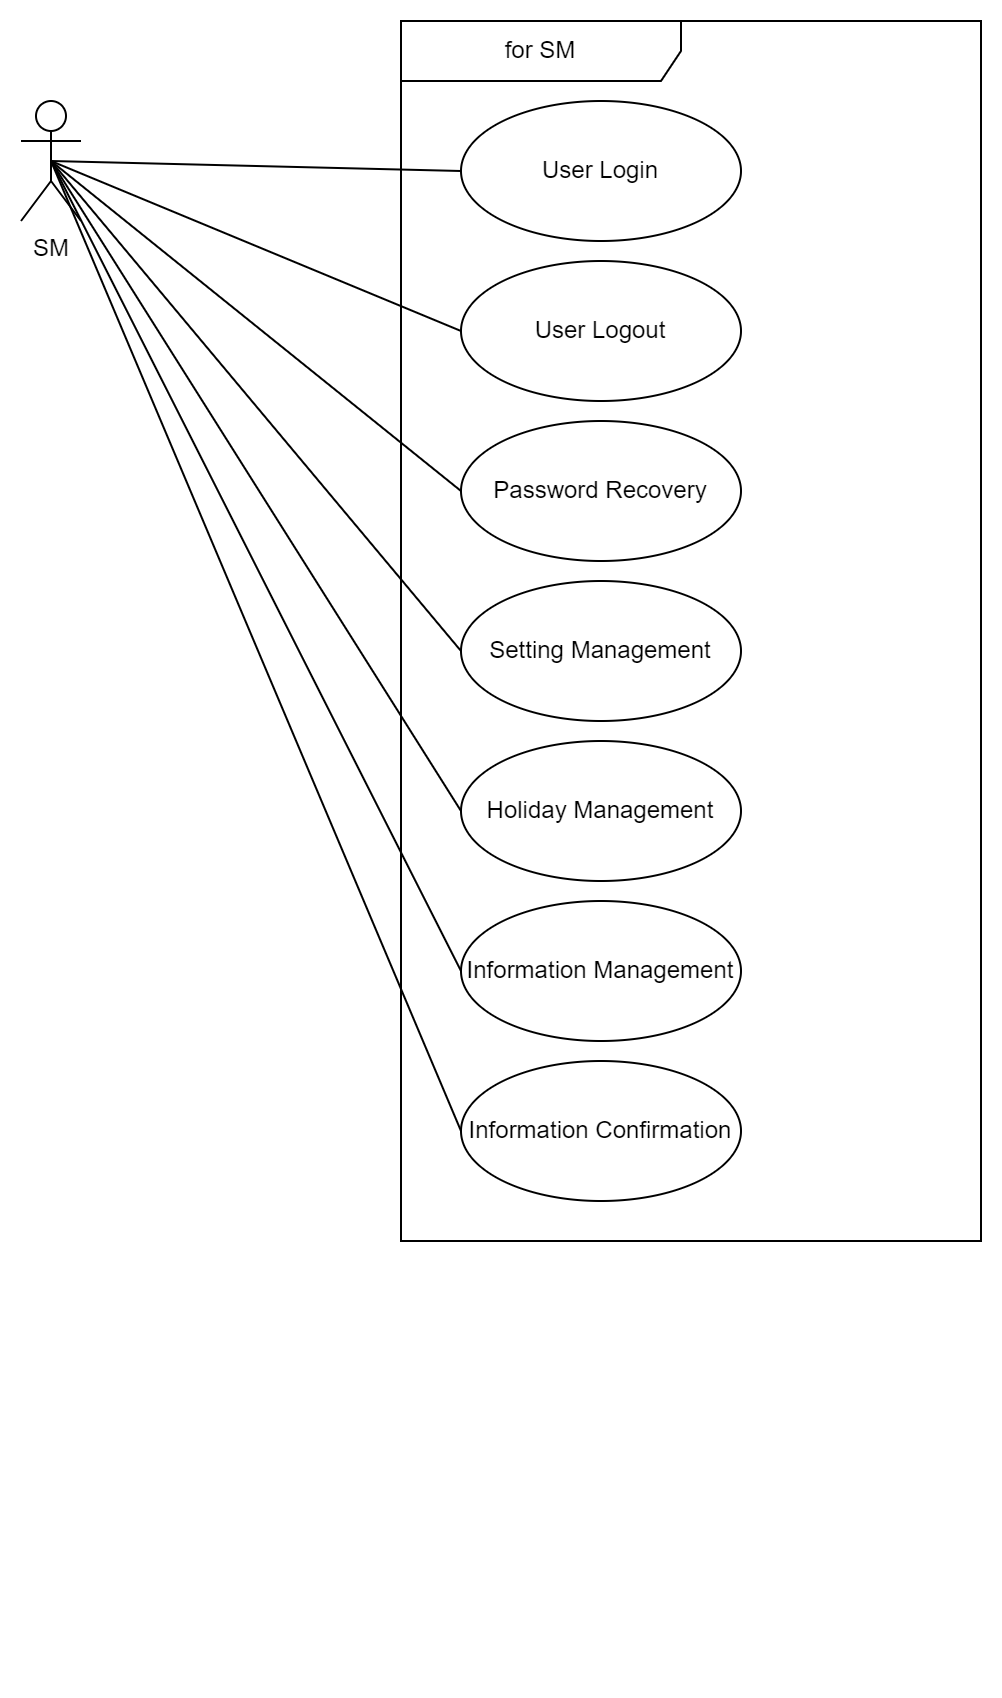 for SM
User Login
SM
User Logout
Password Recovery
Setting Management
Holiday Management
Information Management
Information Confirmation